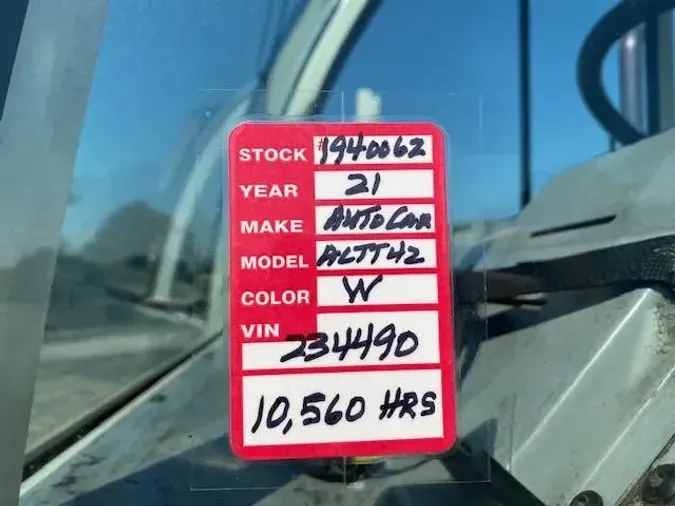 STOCK #1940062
YEAR 21
MAKE AUTOCAR
MODEL ACTT42
COLOR W
VIN
234490
10,560 HRS